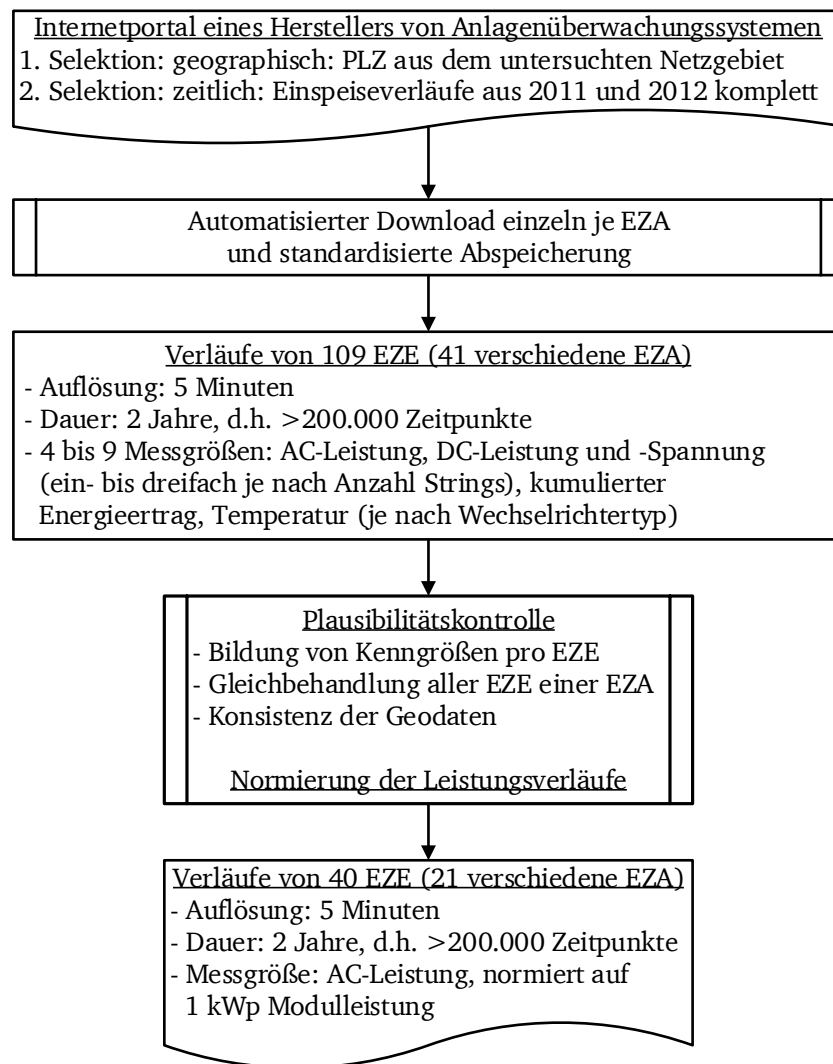 Internetportal eines Herstellers von Anlagenüberwachungssystemen
1. Selektion: geographisch: PLZ aus dem untersuchten Netzgebiet
2. Selektion: zeitlich: Einspeiseverläufe aus 2011 und 2012 komplett
Automatisierter Download einzeln je EZA
und standardisierte Abspeicherung
Verläufe von 109 EZE (41 verschiedene EZA)
- Auflösung: 5 Minuten
- Dauer: 2 Jahre, d.h. >200.000 Zeitpunkte
- 4 bis 9 Messgrößen: AC-Leistung, DC-Leistung und -Spannung
(ein- bis dreifach je nach Anzahl Strings), kumulierter
Energieertrag, Temperatur (je nach Wechselrichtertyp)
Plausibilitätskontrolle
- Bildung von Kenngrößen pro EZE
- Gleichbehandlung aller EZE einer EZA
- Konsistenz der Geodaten
Normierung der Leistungsverläufe
Verläufe von 40 EZE (21 verschiedene EZA)
- Auflösung: 5 Minuten
- Dauer: 2 Jahre, d.h. >200.000 Zeitpunkte
- Messgröße: AC-Leistung, normiert auf
1 kWp Modulleistung